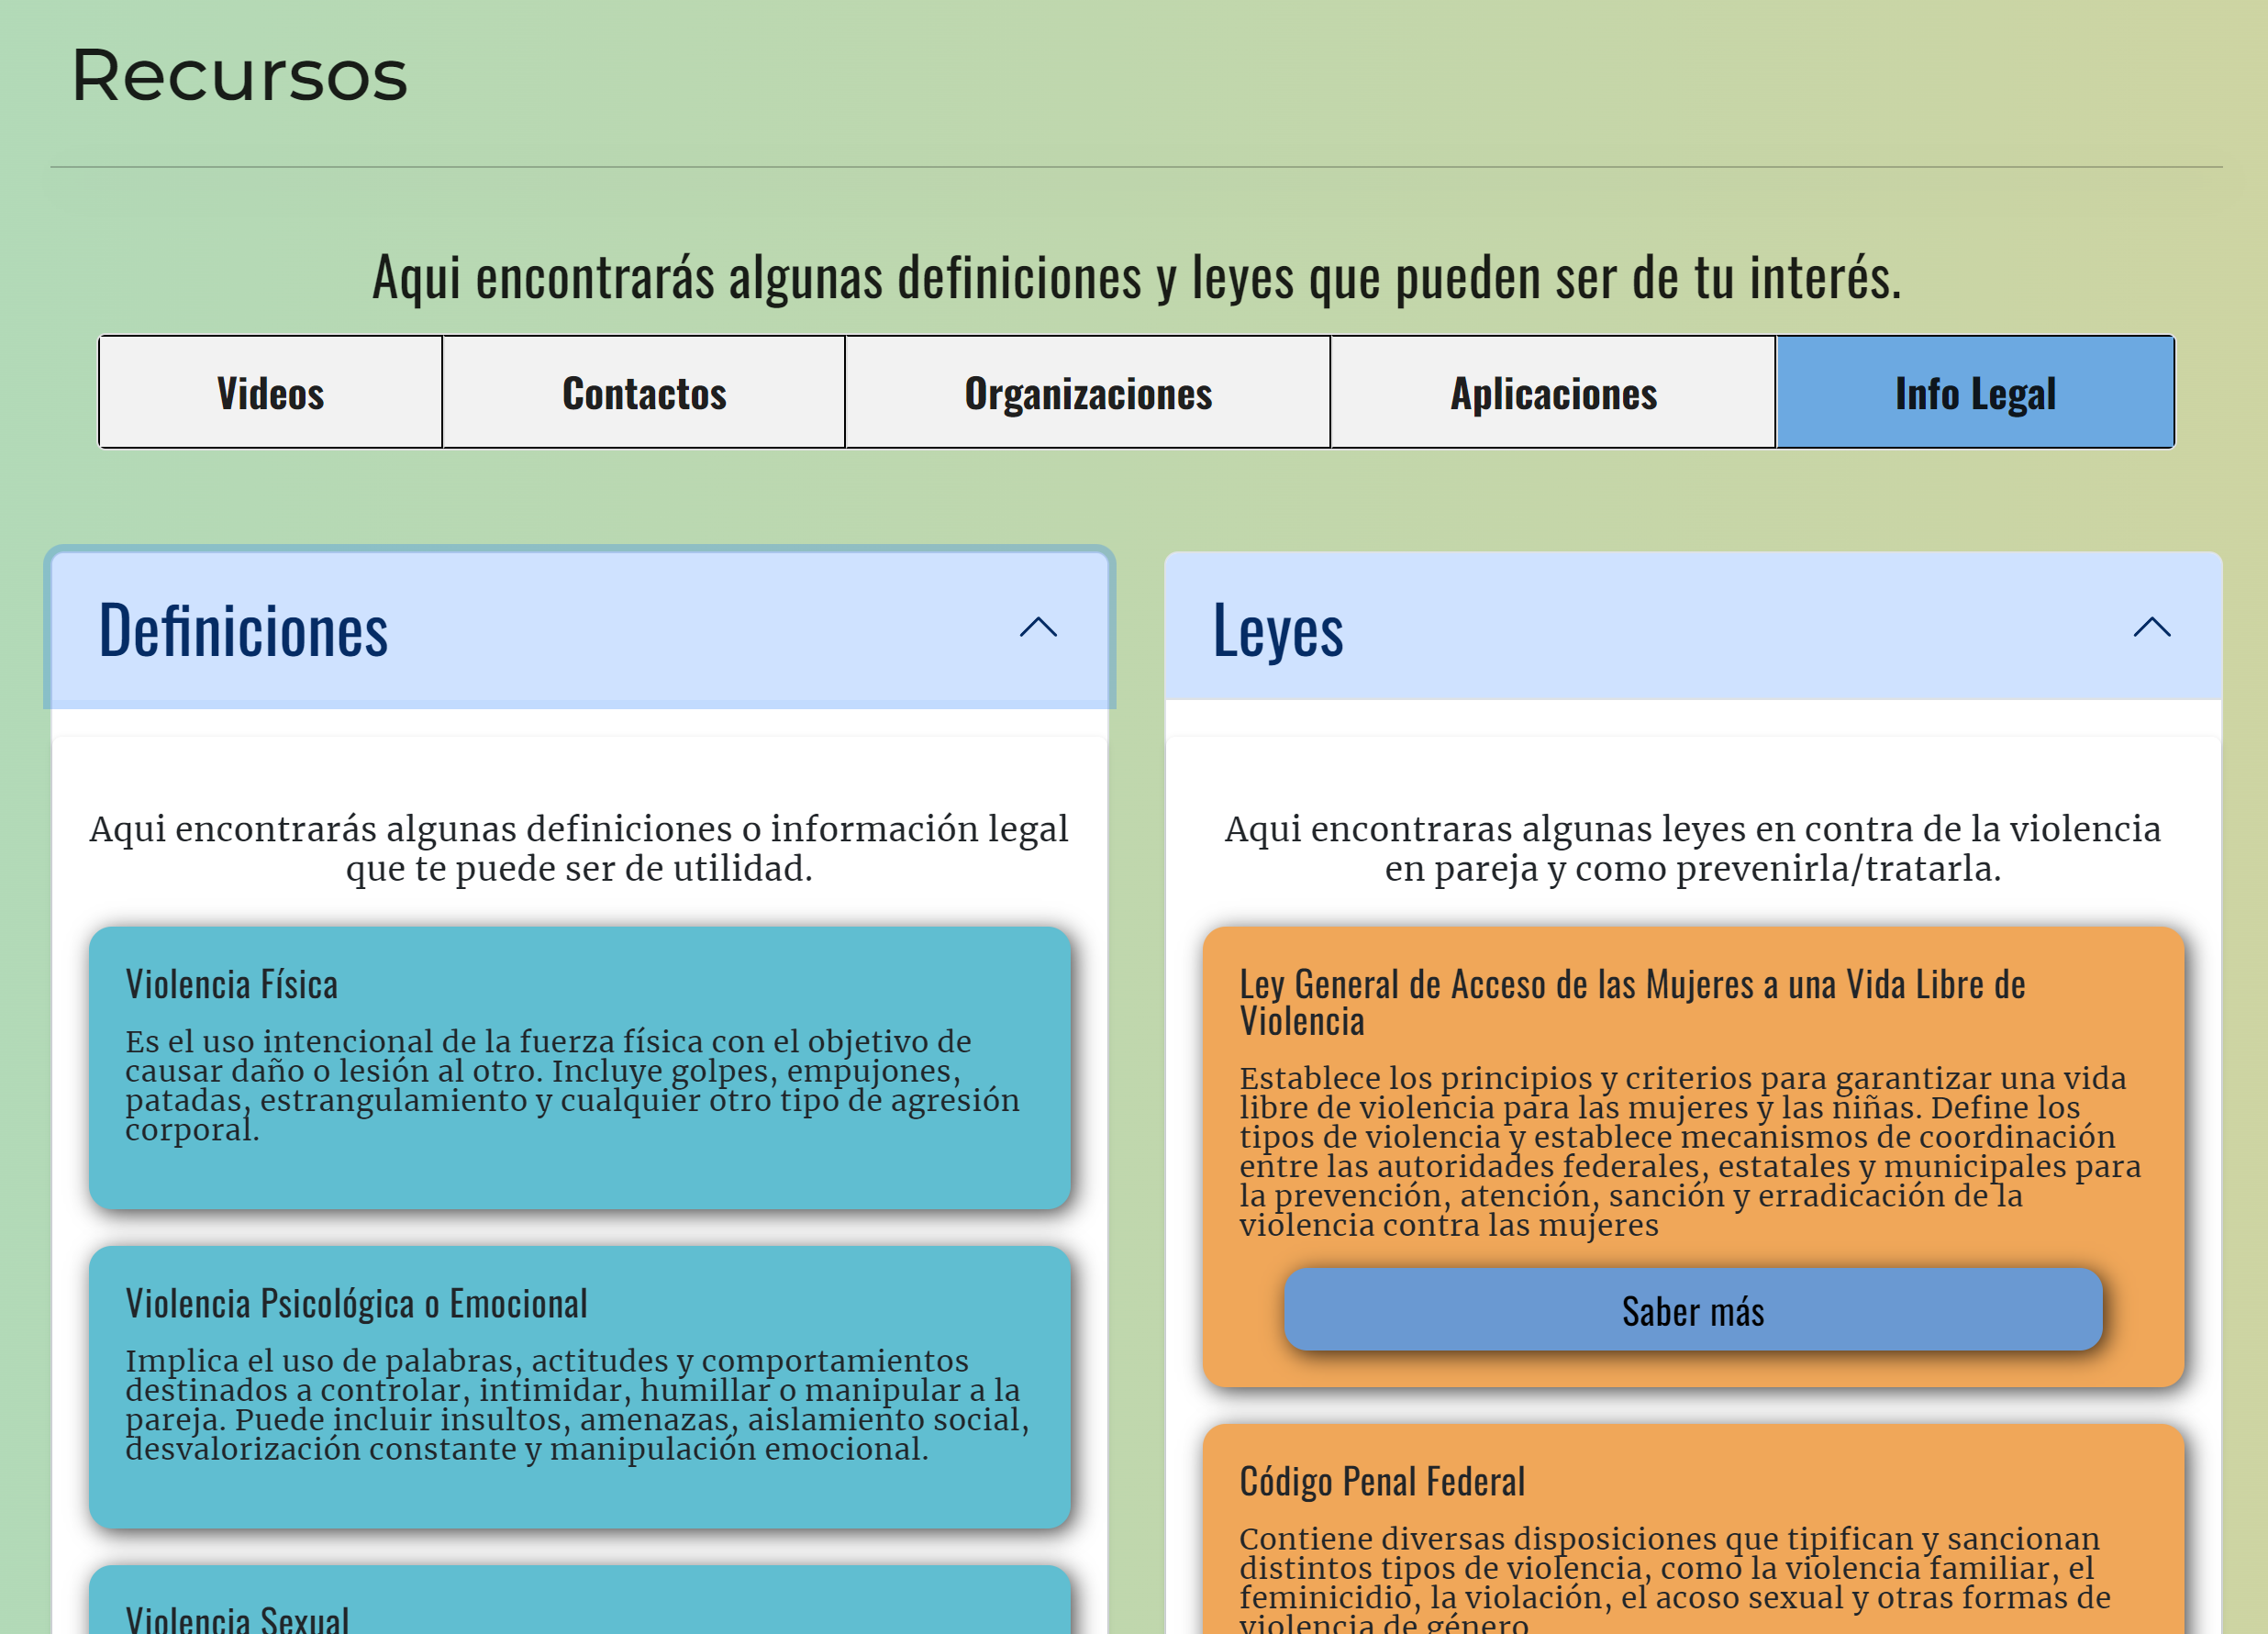 Recursos
Aqui encontrarás algunas definiciones y leyes que pueden ser de tu interés.
Videos
Contactos
Organizaciones
Aplicaciones
Info Legal
Definiciones
Aqui encontrarás algunas definiciones o información legal
que te puede ser de utilidad.
Violencia Física
Es el uso intencional de la fuerza física con el objetivo de
causar daño o lesión al otro. Incluye golpes, empujones,
patadas, estrangulamiento y cualquier otro tipo de agresión
corporal.
Violencia Psicológica o Emocional
Implica el uso de palabras, actitudes y comportamientos
destinados a controlar, intimidar, humillar o manipular a la
pareja. Puede incluir insultos, amenazas, aislamiento social,
desvalorización constante y manipulación emocional.
Violencia Sexual
Leyes
Aqui encontraras algunas leyes en contra de la violencia
en pareja y como prevenirla/tratarla.
Ley General de Acceso de las Mujeres a una Vida Libre de
Violencia
Establece los principios y criterios para garantizar una vida
libre de violencia para las mujeres y las niñas. Define los
tipos de violencia y establece mecanismos de coordinación
entre las autoridades federales, estatales y municipales para
la prevención, atención, sanción y erradicación de la
violencia contra las mujeres
Saber más
Código Penal Federal
Contiene diversas disposiciones que tipifican y sancionan
distintos tipos de violencia, como la violencia familiar, el
feminicidio, la violación, el acoso sexual y otras formas de
violencia de género